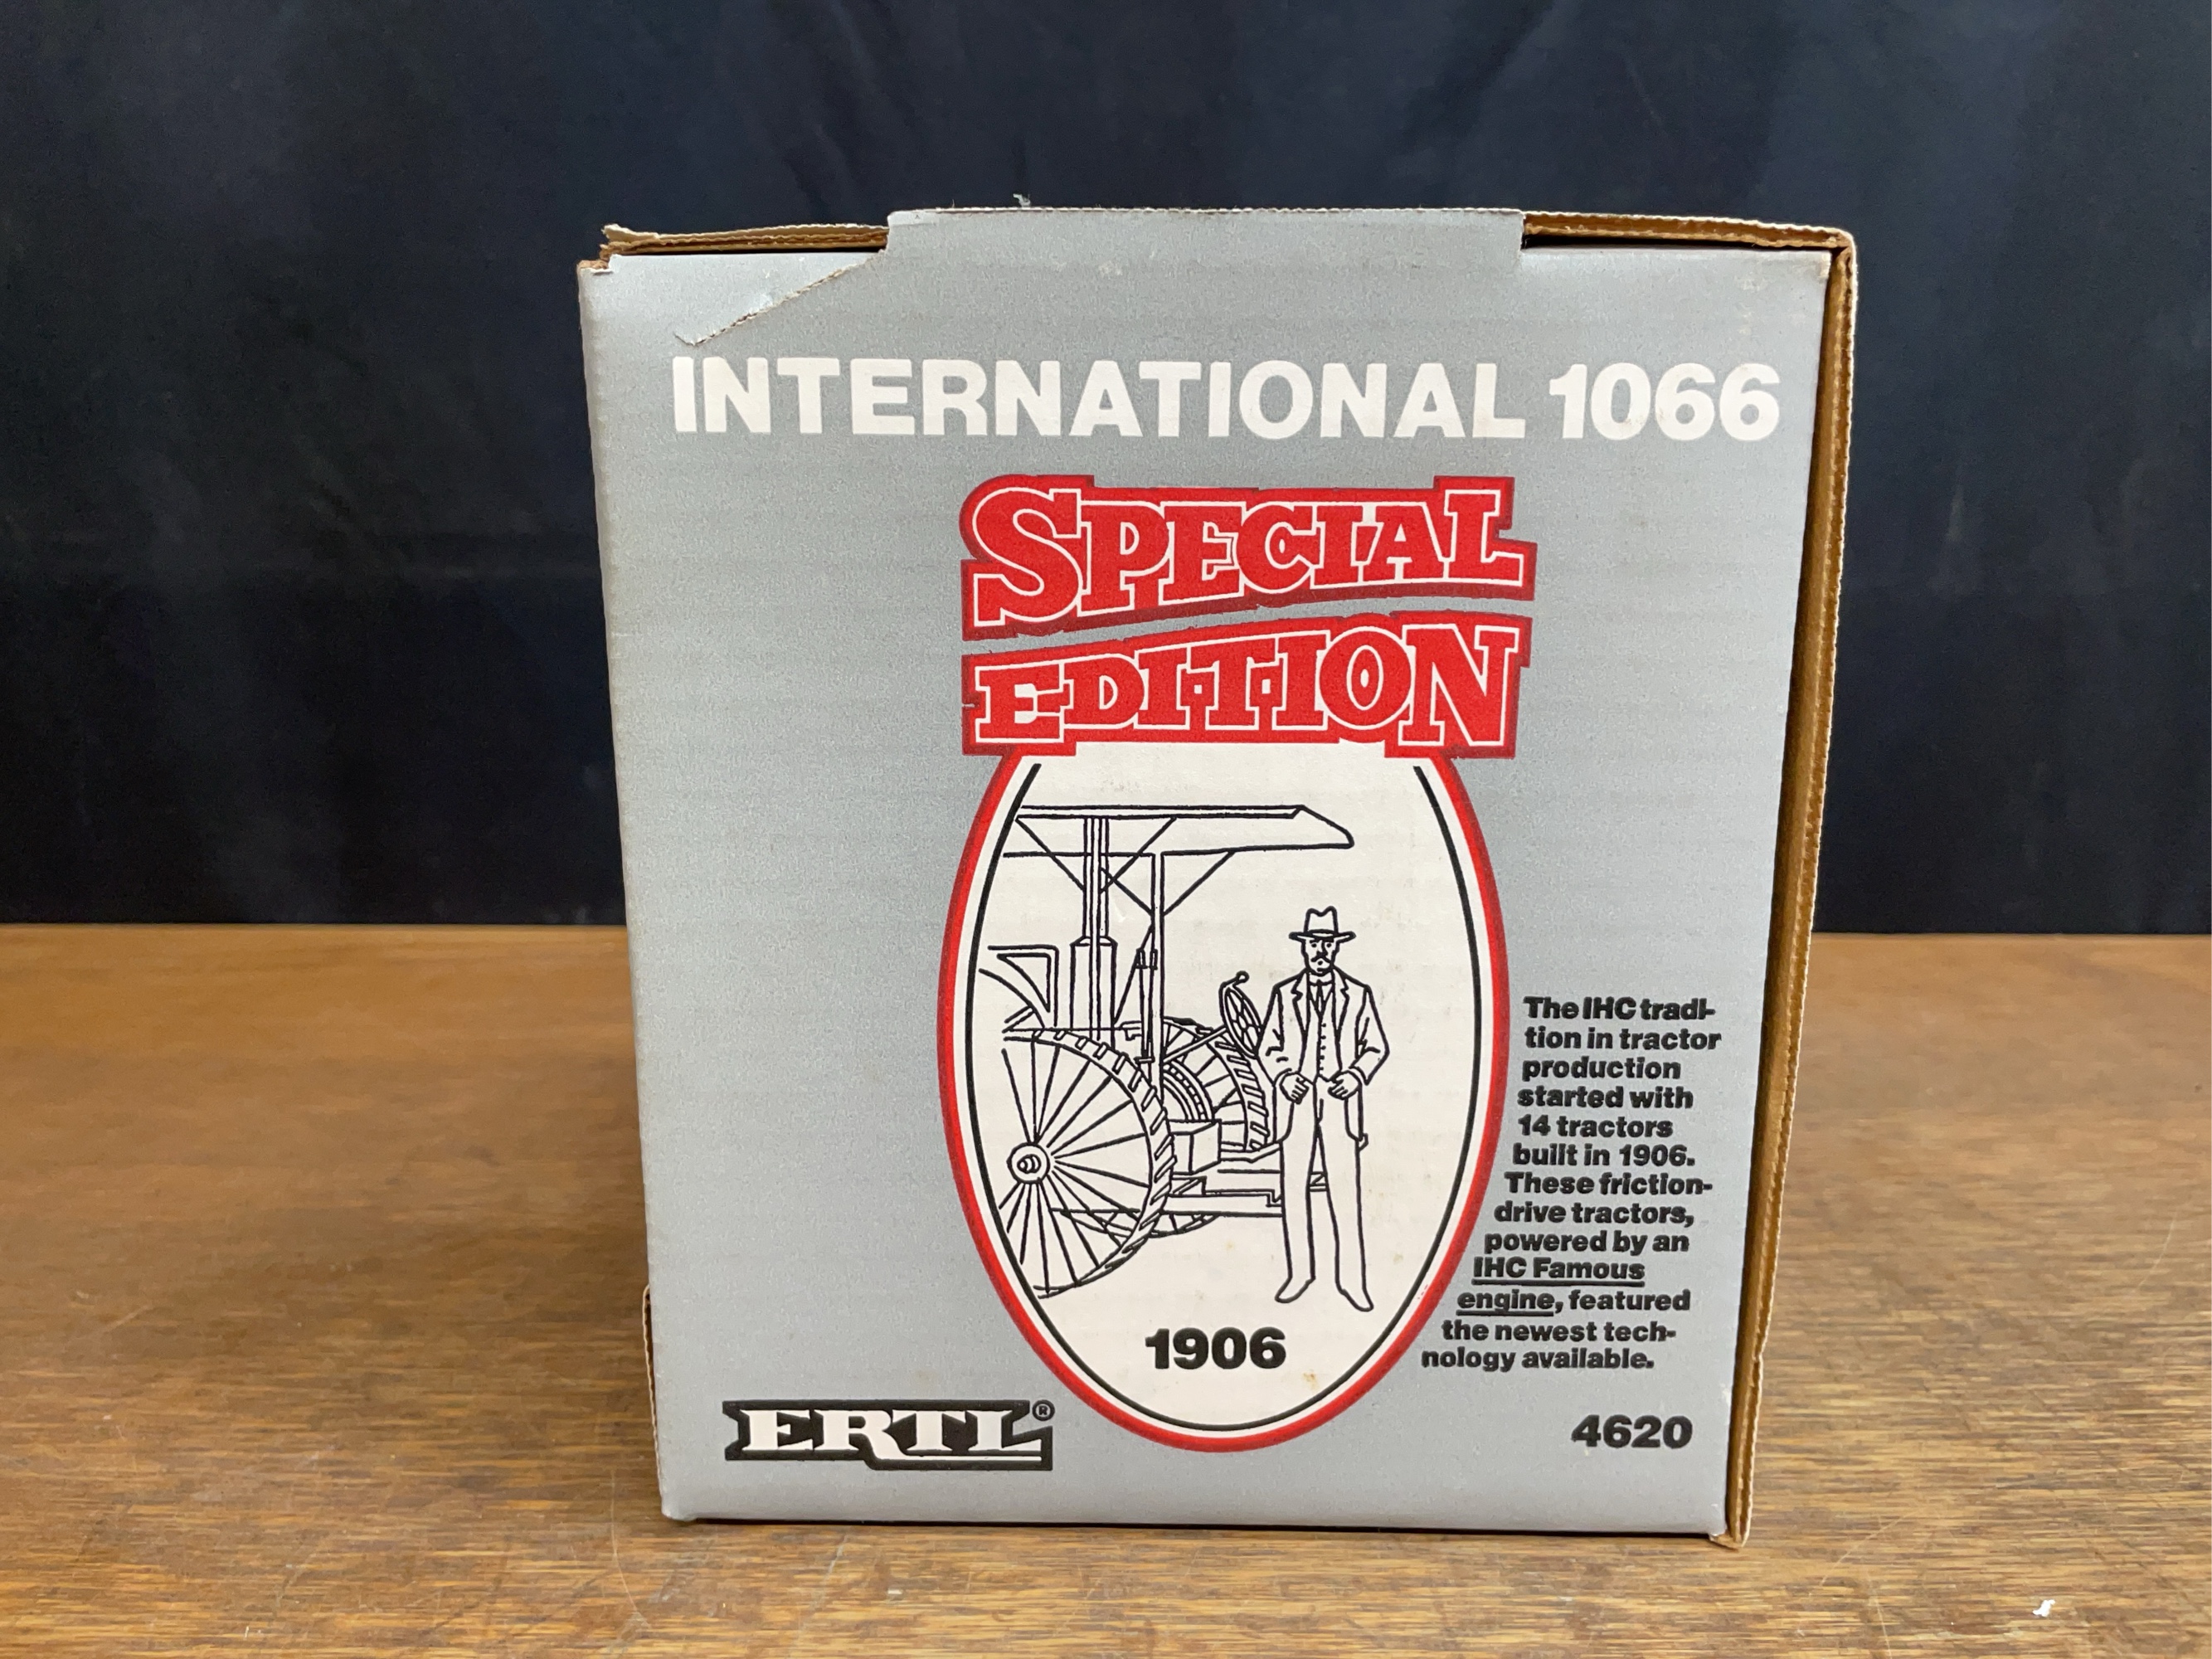 INTERNATIONAL 1066
SPECIAL
EDITION
The IHC tradi-
tion in tractor
production
started with
14 tractors
built in 1906.
These friction-
drive tractors,
powered by an
IHC Famous
engine, featured
the newest tech-
nology available.
1906
ERTL®
4620